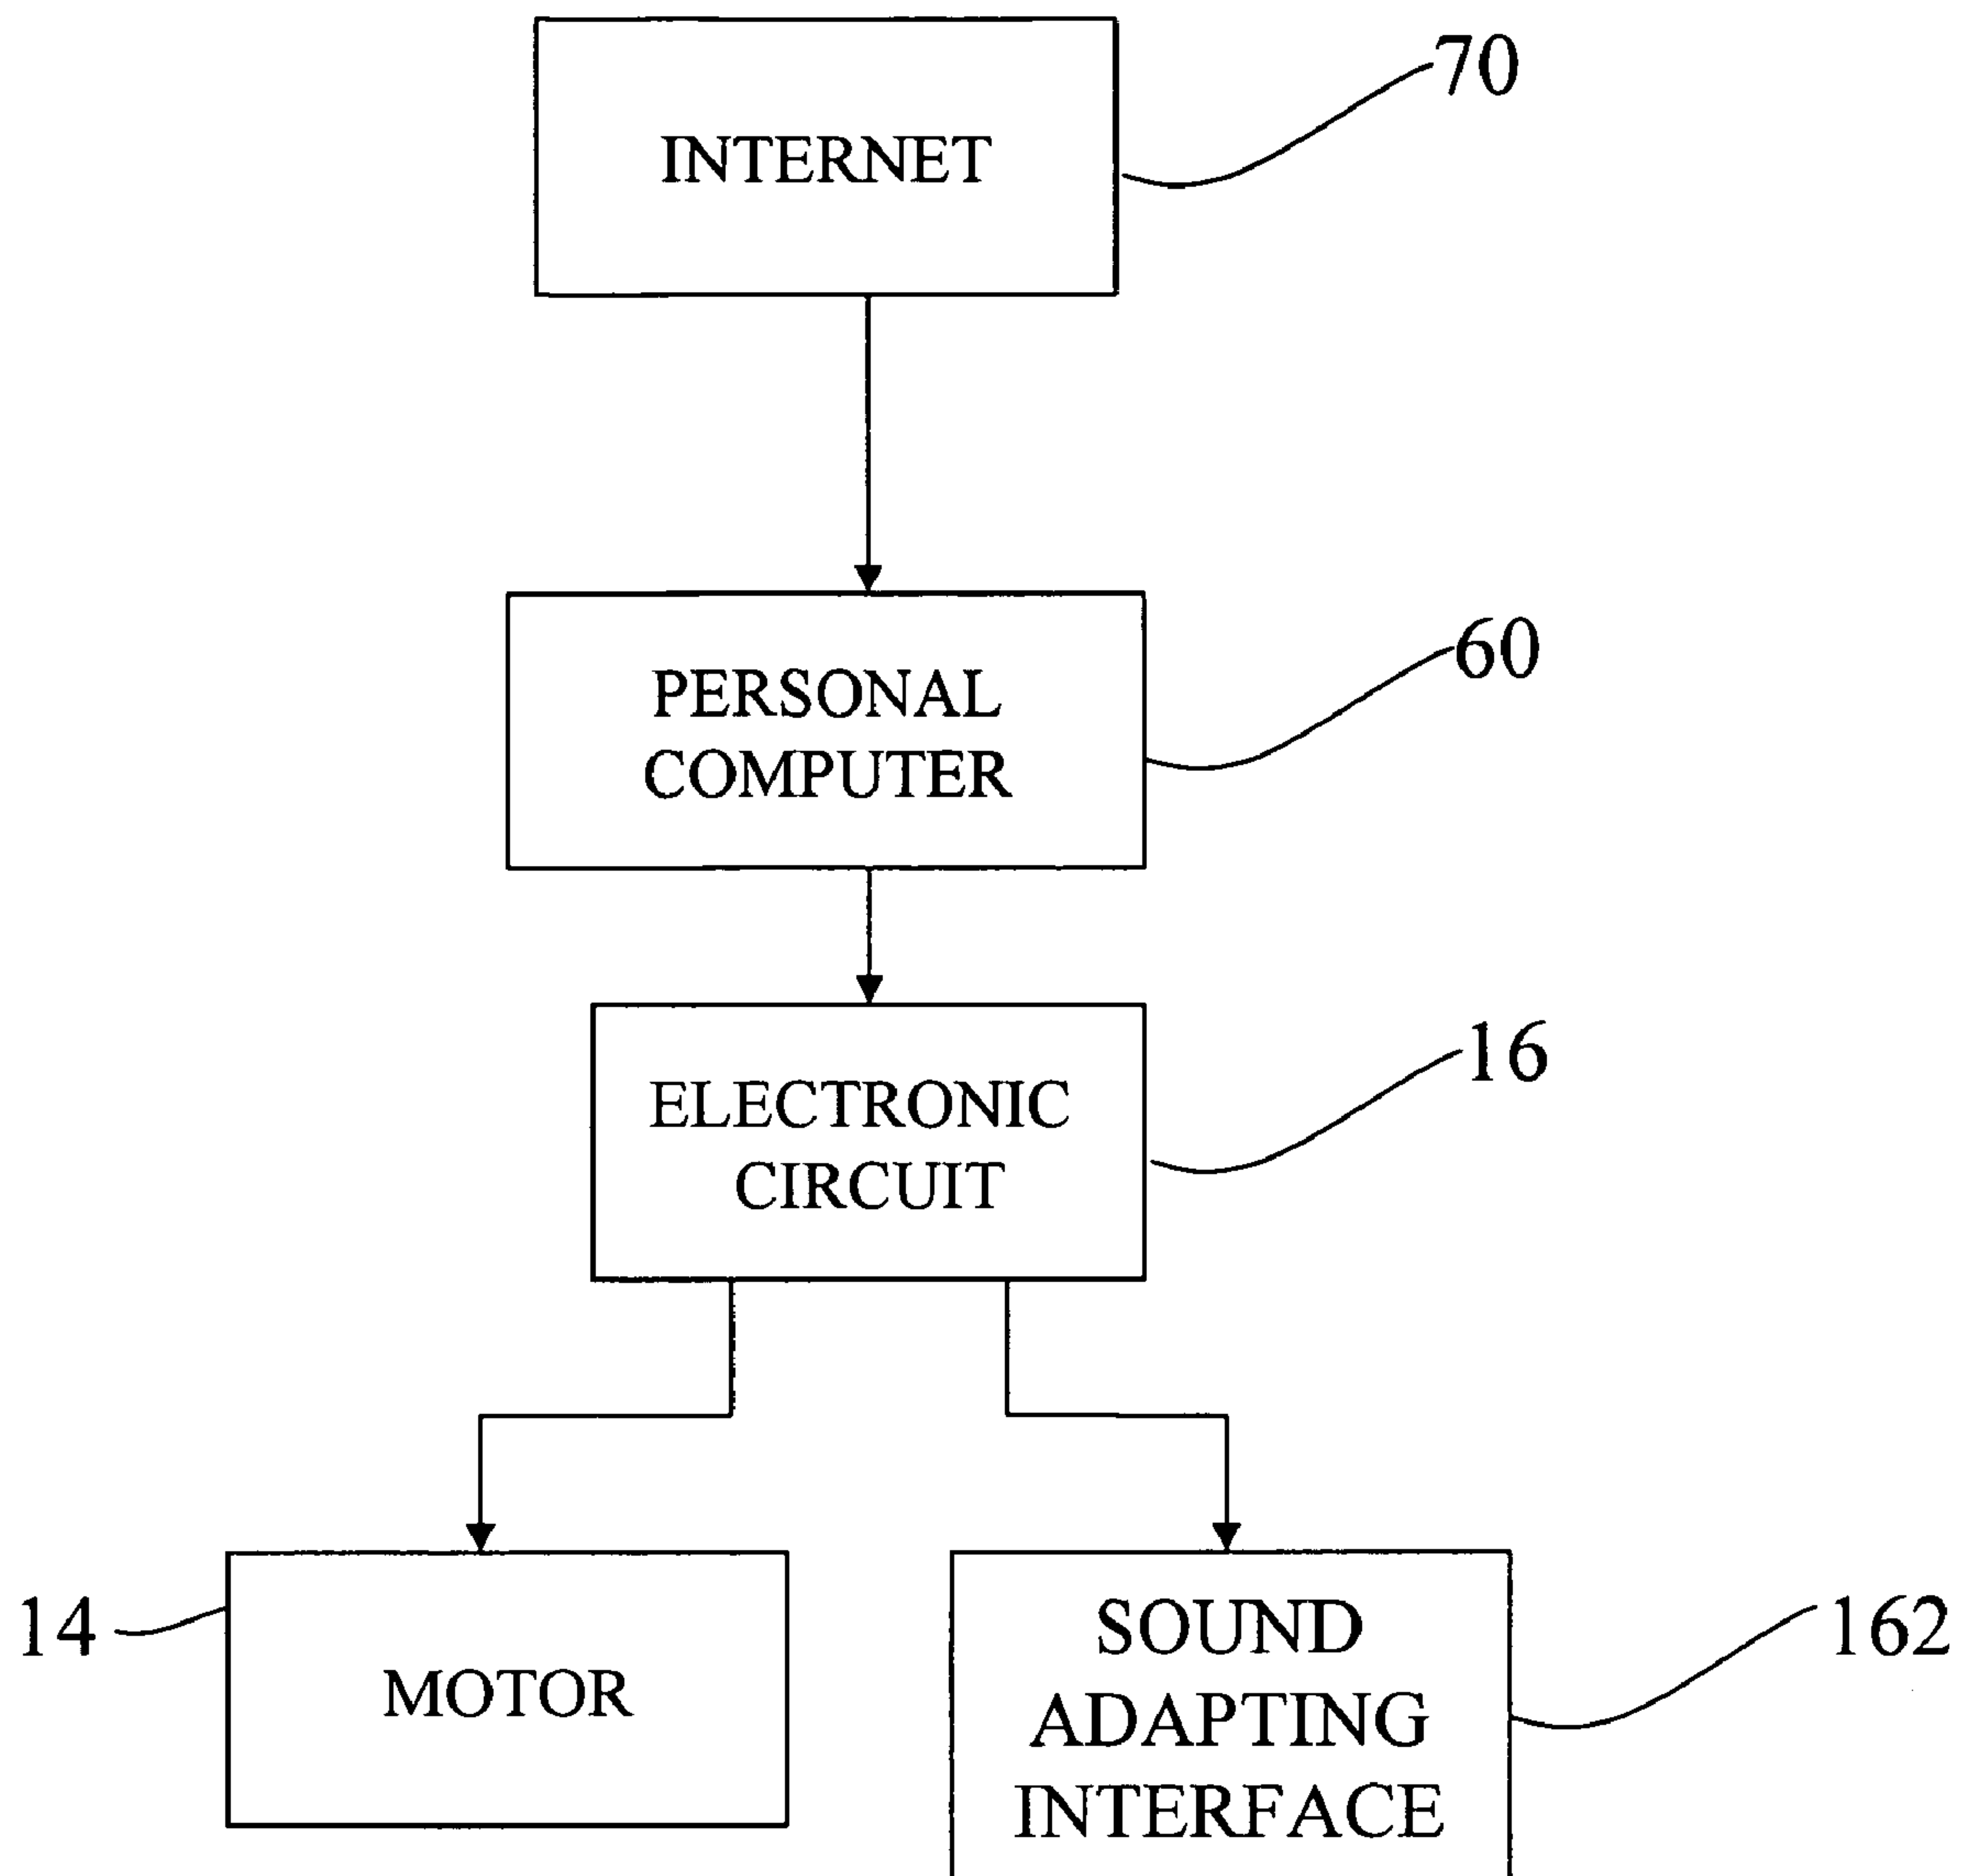 70
INTERNET
60
PERSONAL
COMPUTER
16
ELECTRONIC
CIRCUIT
14
MOTOR
SOUND
ADAPTING
INTERFACE
162